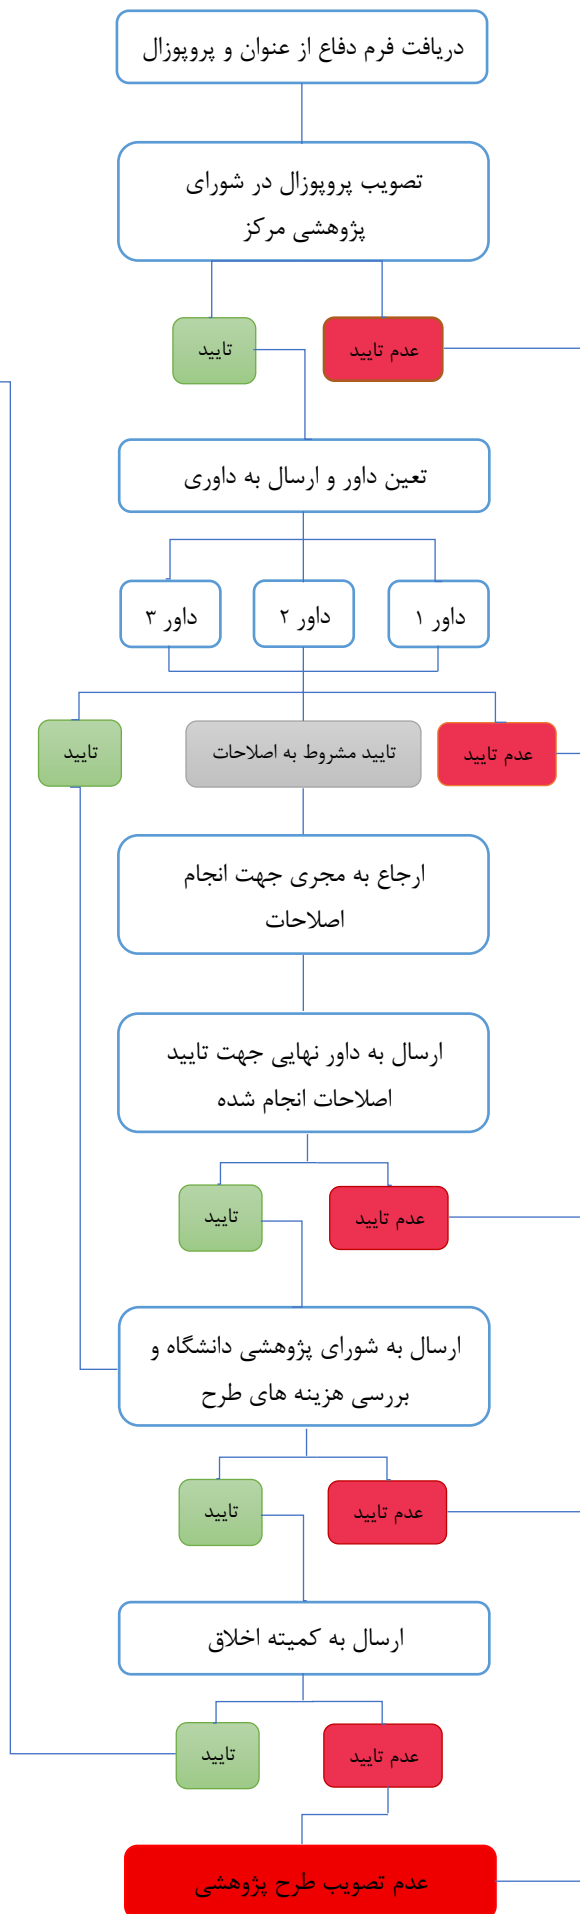 دریافت فرم دفاع از عنوان و پروپوزال
تصویب پروپوزال در شورای
پژوهشی مرکز
عدم تایید
تایید
تعین داور و ارسال به داوری
داور ۱
داور ۲
داور ۳
عدم تایید
تایید مشروط به اصلاحات
تایید
ارجاع به مجری جهت انجام
اصلاحات
ارسال به داور نهایی جهت تایید
اصلاحات انجام شده
عدم تایید
تایید
ارسال به شورای پژوهشی دانشگاه و
بررسی هزینه های طرح
عدم تایید
تایید
ارسال به کمیته اخلاق
عدم تایید
تایید
عدم تصویب طرح پژوهشی